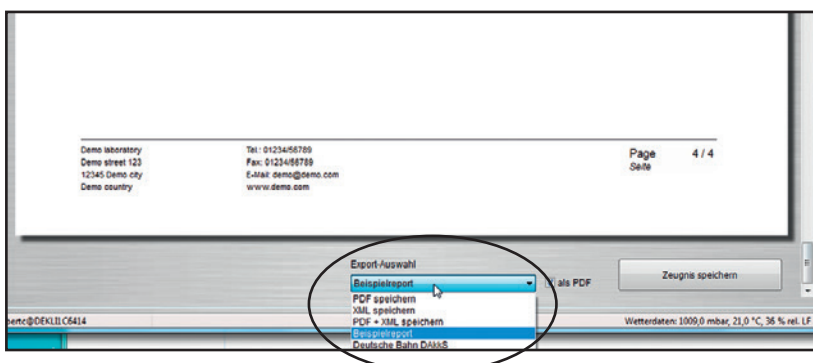 Demo laboratory
Demo street 123
12345 Demo city
Demo country
Tel.: 01234/56789
Fax: 01234/56789
E-Mail: demo@demo.com
www.demo.com
Page 4 / 4
Seite
Export-Auswahl
Beispielreport
als PDF
Zeugnis speichern
PDF speichern
XML speichern
PDF + XML speichern
Beispielreport
Deutsche Bahn DAkkS
Wetterdaten: 1009,0 mbar, 21,0 °C, 36 % rel. LF